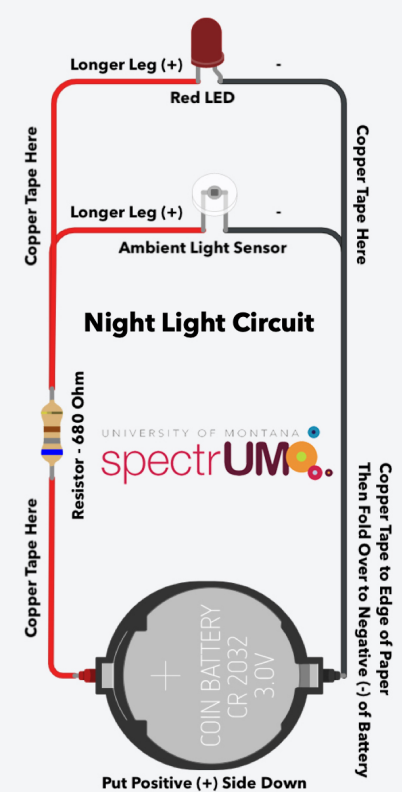 Longer Leg (+)
-
Red LED
Copper Tape Here
Copper Tape Here
Longer Leg (+)
-
Ambient Light Sensor
Night Light Circuit
Resistor - 680 Ohm
UNIVERSITY OF MONTANA
spectrUM
Copper Tape Here
Copper Tape to Edge of Paper
Then Fold Over to Negative (-) of Battery
+
COIN BATTERY
CR 2032
3.0V
Put Positive (+) Side Down